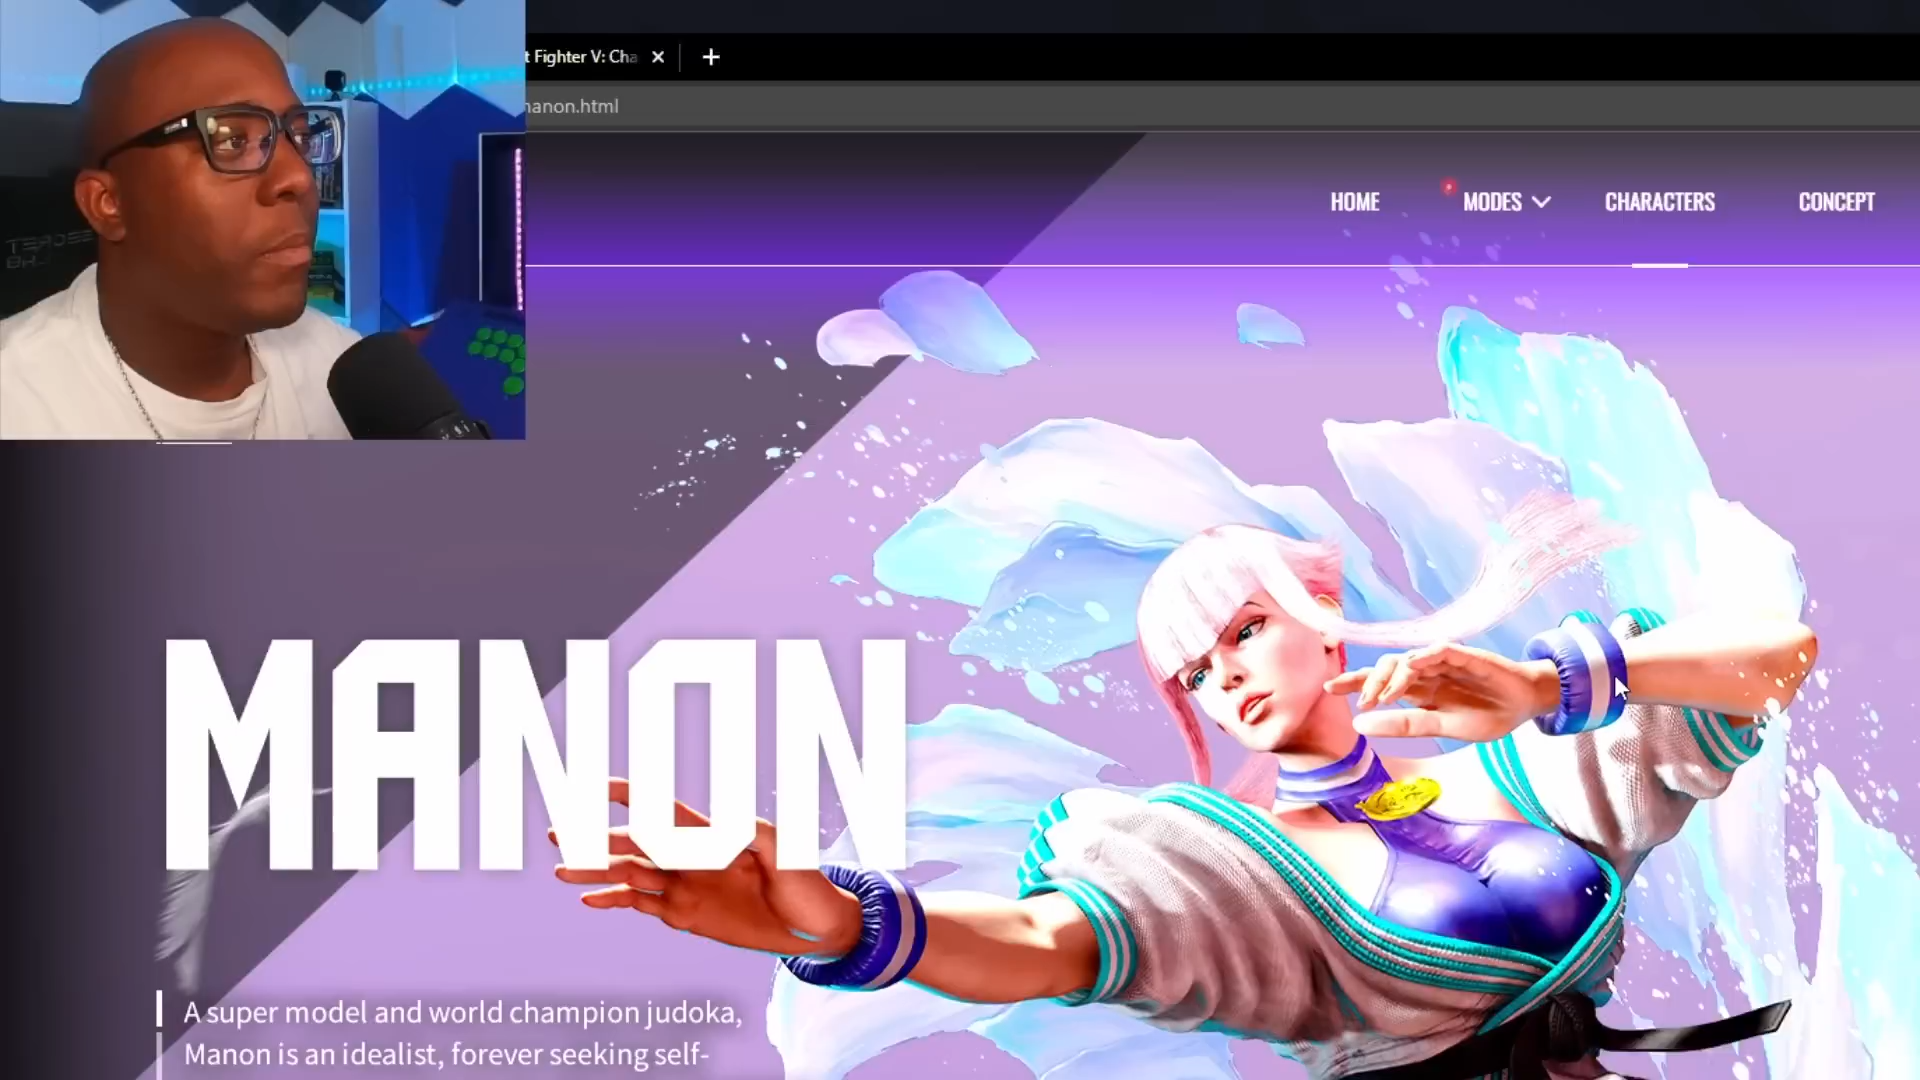 t Fighter V: Cha
manon.html
HOME
MODES
CHARACTERS
CONCEPT
MANON
A super model and world champion judoka,
Manon is an idealist, forever seeking self-